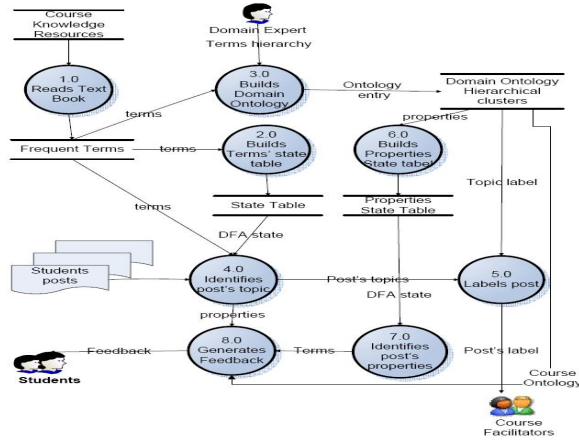 Course
Knowledge
Resources
Domain Expert
Terms hierarchy
1.0
Reads Text
Book
3.0
Builds
Domain
Ontology
Ontology
entry
Domain Ontology
Hierarchical
clusters
terms
properties
Frequent Terms
terms
2.0
Builds
Terms' state
table
6.0
Builds
Properties
State tabel
Topic label
terms
State Table
Properties
State Table
DFA state
Students
posts
4.0
Identifies
post's topic
Post's topics
5.0
Labels post
DFA state
properties
Feedback
8.0
Generates
Feedback
Terms
7.0
Identifies
post's
properties
Post's label
Course
Ontology
Students
Course
Facilitators